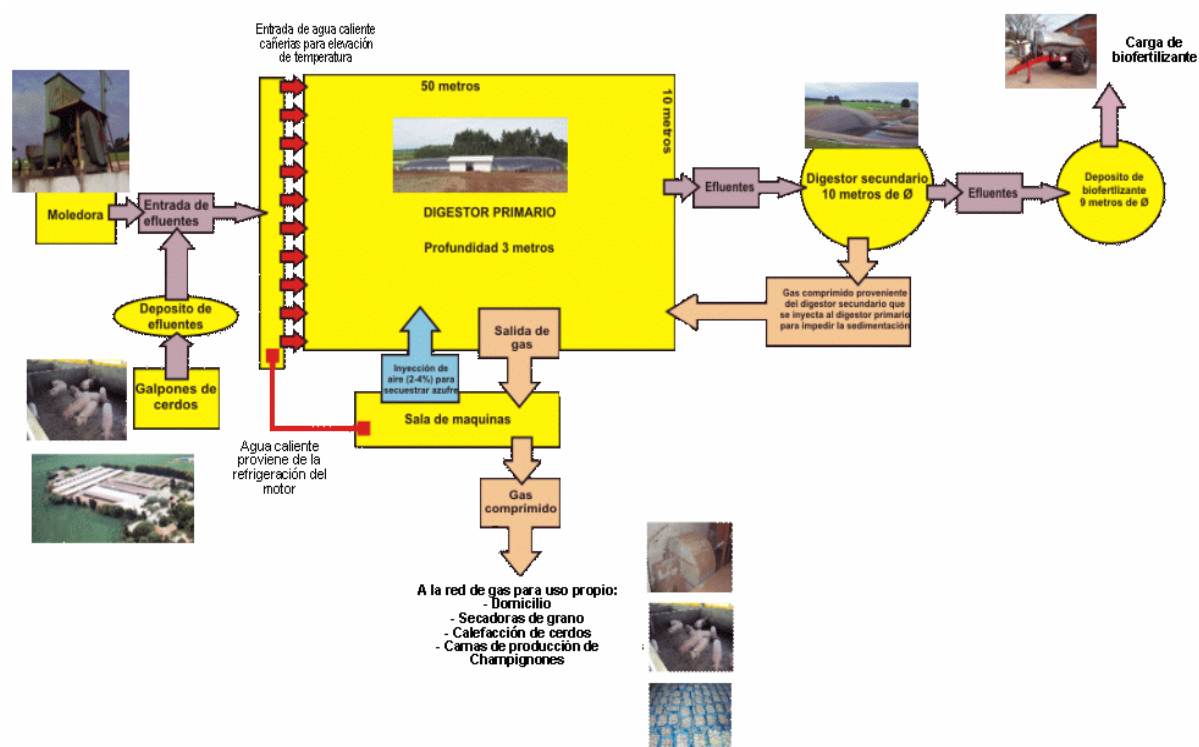 Entrada de agua caliente
cañerias para elevación
de temperatura
50 metros
10 metros
DIGESTOR PRIMARIO
Profundidad 3 metros
Moledora
Entrada de
efluentes
Deposito de
efluentes
Galpones de
cerdos
Agua caliente
proviene de la
refrigeración del
motor
Inyección de
aire (2-4%) para
secuestrar azufre
Salida de
gas
Sala de maquinas
Gas
comprimido
A la red de gas para uso propio:
- Domicilio
- Secadoras de grano
- Calefacción de cerdos
- Camas de producción de
Champignones
Efluentes
Digestor secundario
10 metros de Ø
Gas comprimido proveniente
del digestor secundario que
se inyecta al digestor primario
para impedir la sedimentación
Efluentes
Deposito de
biofertlizante
9 metros de Ø
Carga de
biofertilizante